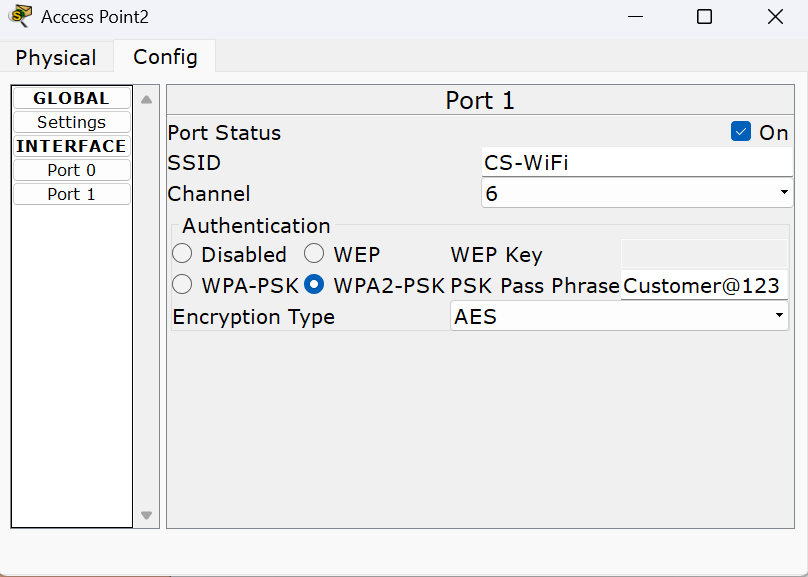 Access Point2
Physical Config
GLOBAL
Settings
INTERFACE
Port 0
Port 1
Port 1
Port Status On
SSID CS-WiFi
Channel 6
Authentication
Disabled WEP WEP Key
WPA-PSK WPA2-PSK PSK Pass Phrase Customer@123
Encryption Type AES